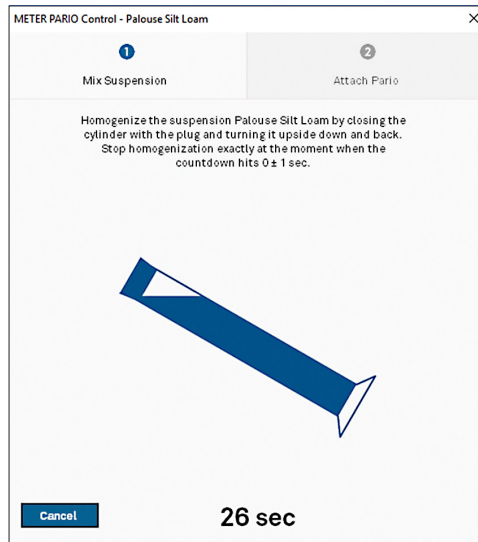 METER PARIO Control - Palouse Silt Loam
1
2
Mix Suspension
Attach Pario
Homogenize the suspension Palouse Silt Loam by closing the
cylinder with the plug and turning it upside down and back.
Stop homogenization exactly at the moment when the
countdown hits 0 ± 1 sec.
Cancel
26 sec